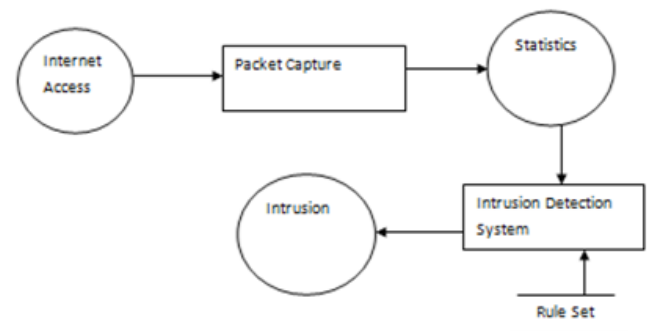 Internet
Access
Packet Capture
Statistics
Intrusion
Intrusion Detection
System
Rule Set